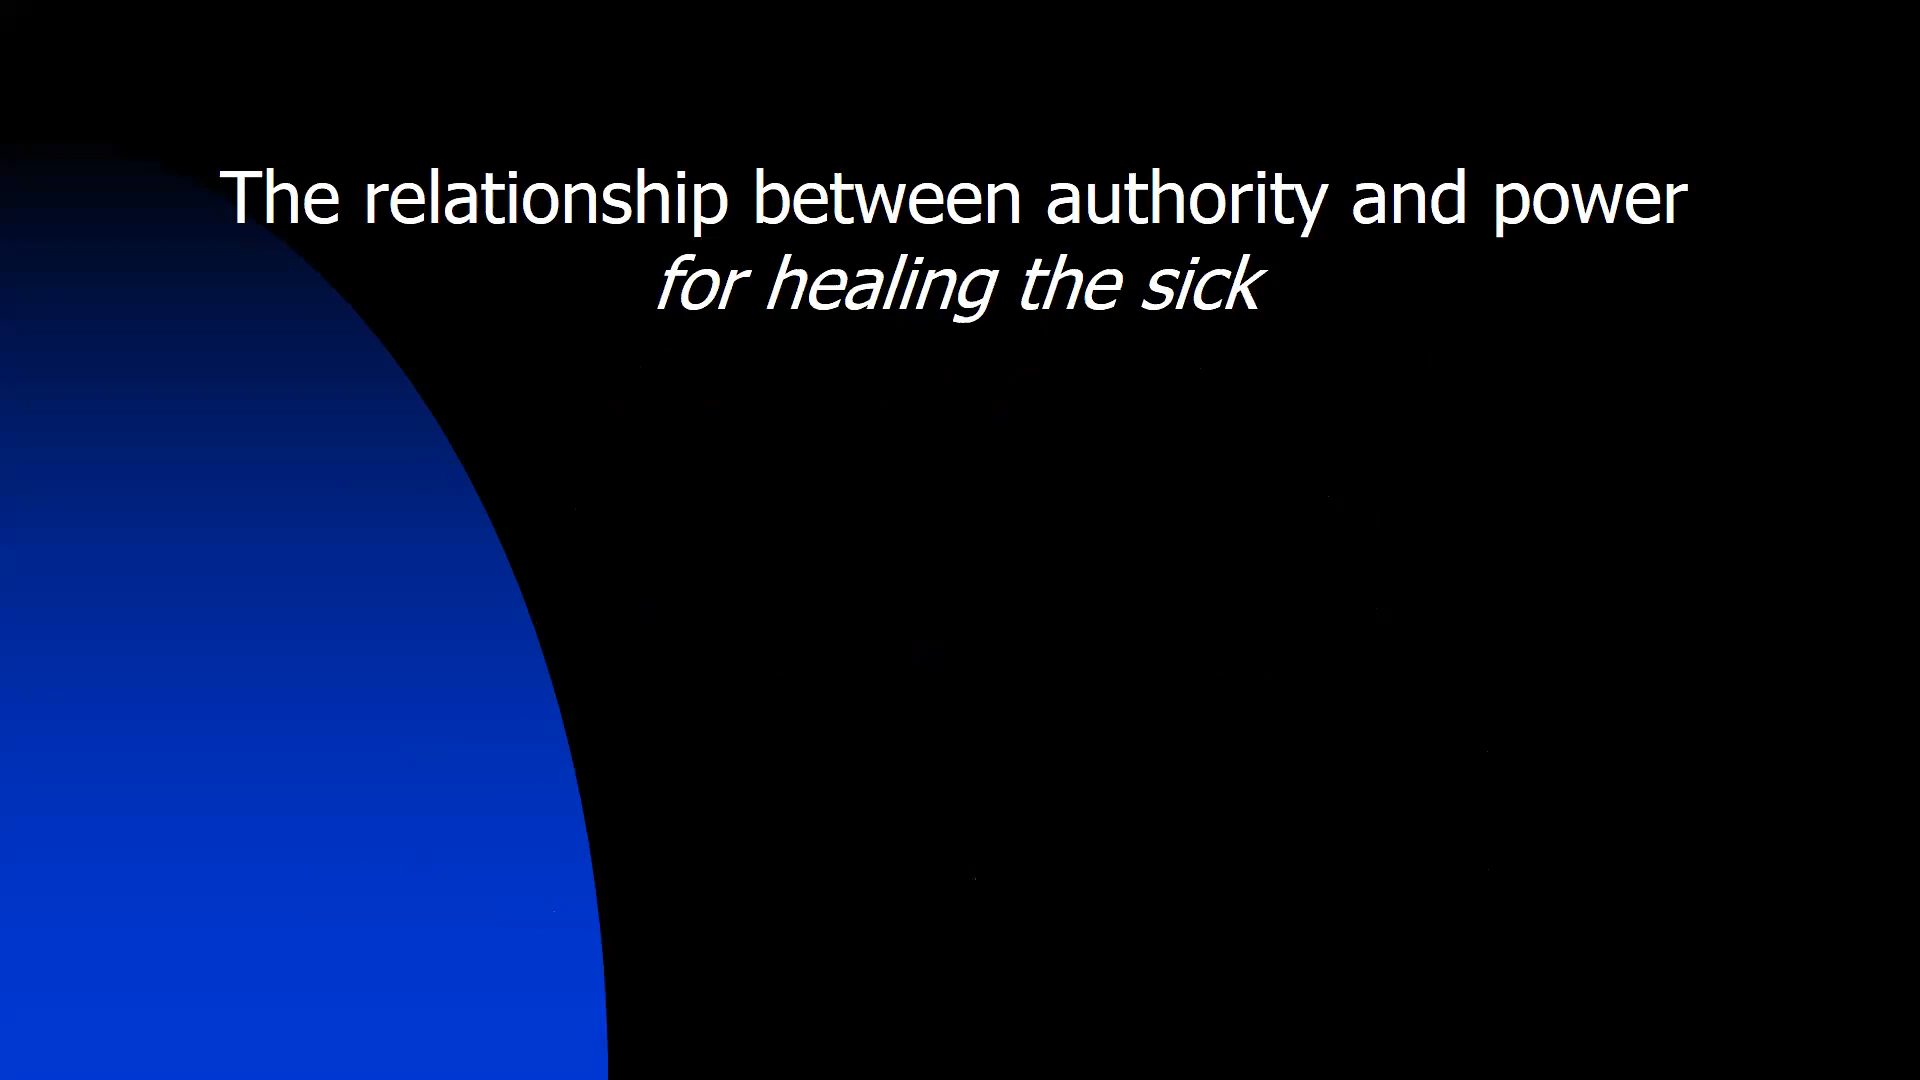 The relationship between authority and power
for healing the sick